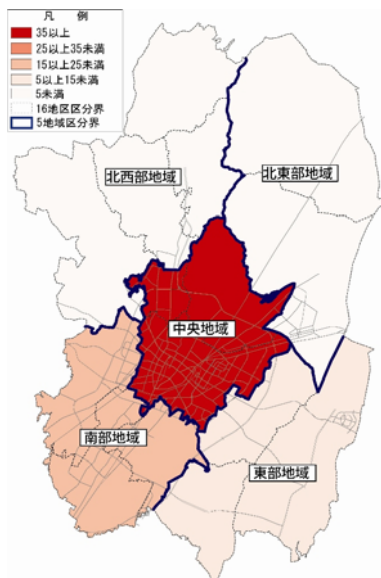 凡 例
35以上
25以上35未満
15以上25未満
5以上15未満
5未満
16地区区分界
5地域区分界
北西部地域
北東部地域
中央地域
南部地域
東部地域